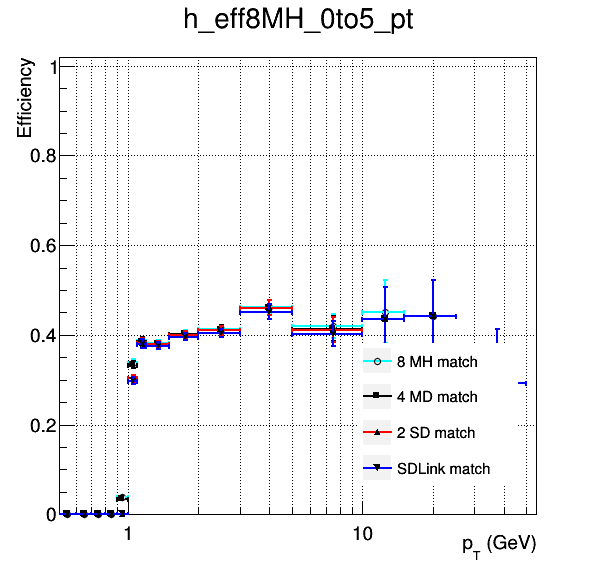 h_eff8MH_0to5_pt
Efficiency
1
0.8
0.6
0.4
0.2
0
8 MH match
4 MD match
2 SD match
SDLink match
1
10
p_T (GeV)